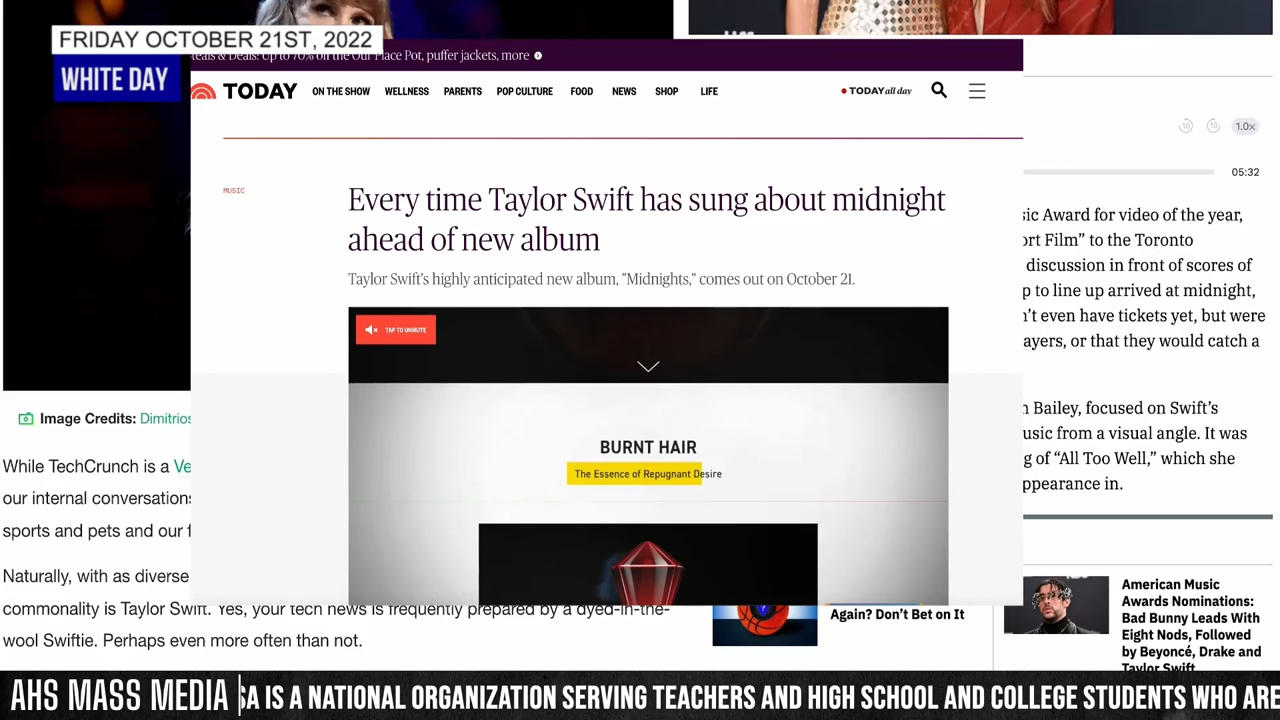 FRIDAY OCTOBER 21ST, 2022
WHITE DAY
Deals: Up to 70% on the Our Place Pot, puffer jackets, more
TODAY
ON THE SHOW WELLNESS PARENTS POP CULTURE FOOD NEWS SHOP LIFE
TODAY all day
MUSIC
Every time Taylor Swift has sung about midnight
ahead of new album
Taylor Swift's highly anticipated new album, "Midnights," comes out on October 21.
TAP TO UNMUTE
BURNT HAIR
The Essence of Repugnant Desire
Image Credits: Dimitrios
While TechCrunch is a Ve
our internal conversations
sports and pets and our f
Naturally, with as diverse
commonality is Taylor Swift. Yes, your tech news is frequently prepared by a dyed-in-the-
wool Swiftie. Perhaps even more often than not.
Again? Don't Bet on It
10 10 1.0x
05:32
sic Award for video of the year,
ort Film” to the Toronto
discussion in front of scores of
p to line up arrived at midnight,
n’t even have tickets yet, but were
ayers, or that they would catch a
n Bailey, focused on Swift’s
usic from a visual angle. It was
g of “All Too Well,” which she
ppearance in.
American Music
Awards Nominations:
Bad Bunny Leads With
Eight Nods, Followed
by Beyoncé, Drake and
Taylor Swift
AHS MASS MEDIA
SA IS A NATIONAL ORGANIZATION SERVING TEACHERS AND HIGH SCHOOL AND COLLEGE STUDENTS WHO ARE